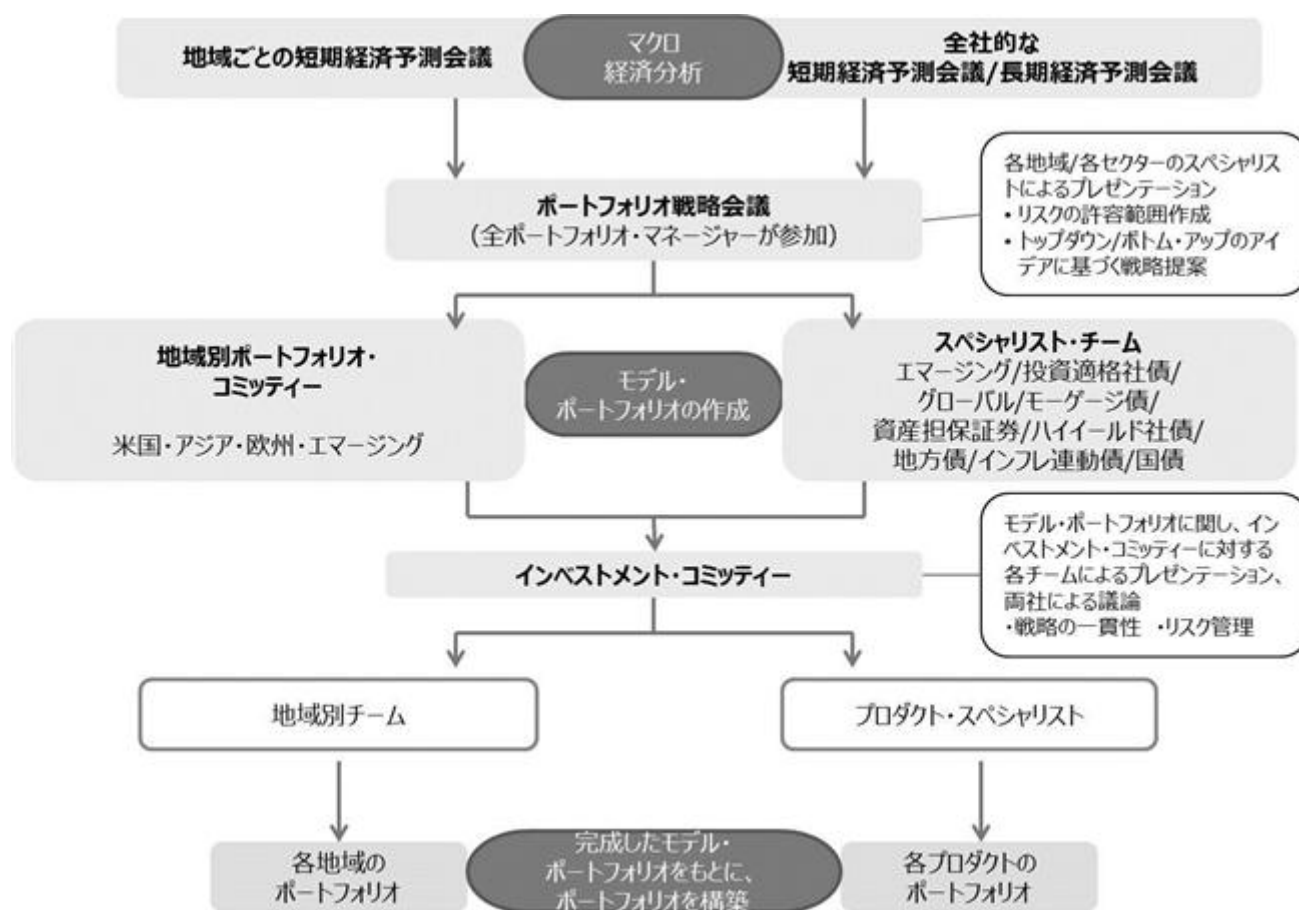 地域ごとの短期経済予測会議
マクロ
経済分析
全社的な
短期経済予測会議/長期経済予測会議
各地域/各セクターのスペシャリス
トによるプレゼンテーション
・リスクの許容範囲作成
・トップダウン/ボトム・アップのアイ
デアに基づく戦略提案
ポートフォリオ戦略会議
（全ポートフォリオ・マネージャーが参加）
地域別ポートフォリオ・
コミッティー
米国・アジア・欧州・エマージング
モデル・
ポートフォリオの作成
スペシャリスト・チーム
エマージング/投資適格社債/
グローバル/モーゲージ債/
資産担保証券/ハイイールド社債/
地方債/インフレ連動債/国債
モデル・ポートフォリオに関し、イン
ベストメント・コミッティーに対する
各チームによるプレゼンテーション、
両社による議論
・戦略の一貫性 ・リスク管理
インベストメント・コミッティー
地域別チーム
プロダクト・スペシャリスト
各地域の
ポートフォリオ
完成したモデル・
ポートフォリオをもとに、
ポートフォリオを構築
各プロダクトの
ポートフォリオ